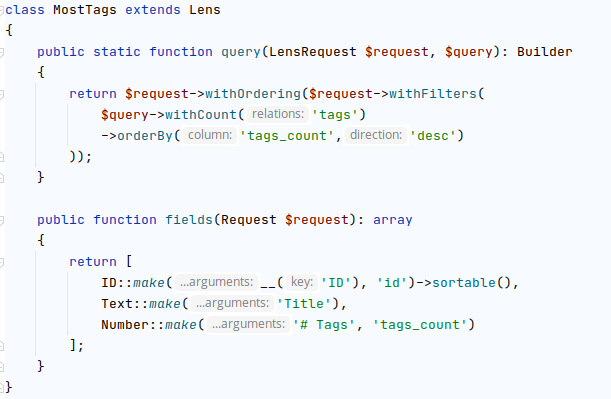 class MostTags extends Lens
{
    public static function query(LensRequest $request, $query): Builder
    {
        return $request->withOrdering($request->withFilters(
            $query->withCount( relations: 'tags')
            ->orderBy( column: 'tags_count', direction: 'desc')
        ));
    }

    public function fields(Request $request): array
    {
        return [
            ID::make( ...arguments: __( key: 'ID'), 'id')->sortable(),
            Text::make( ...arguments: 'Title'),
            Number::make( ...arguments: '# Tags', 'tags_count')
        ];
    }
}